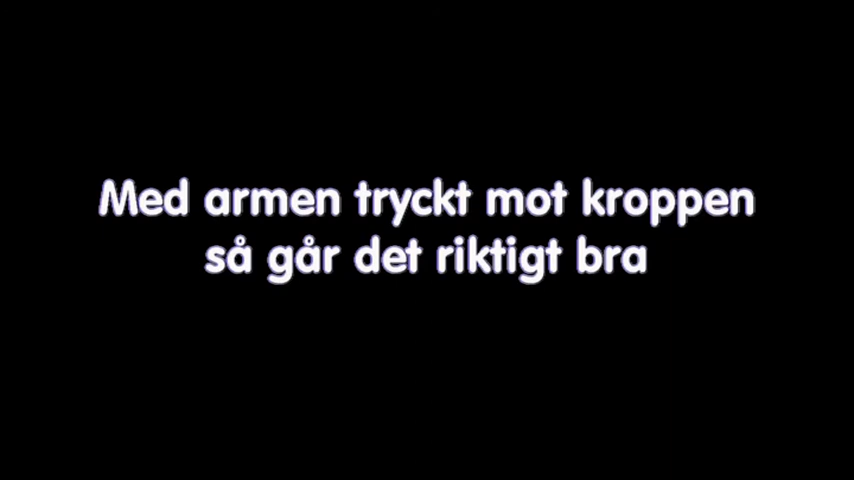 Med armen tryckt mot kroppen
så går det riktigt bra